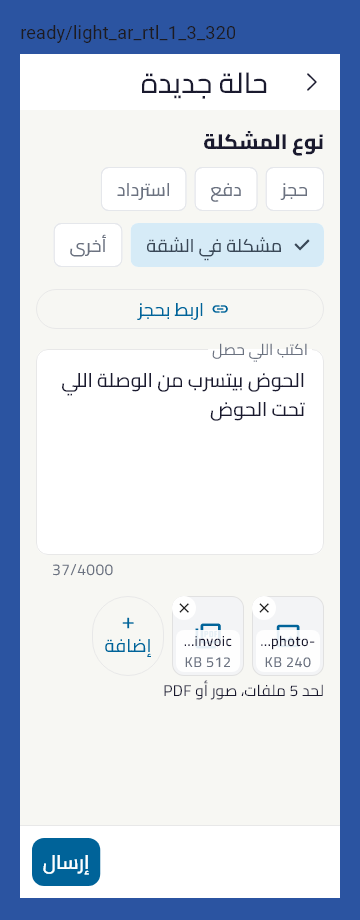 ready/light_ar_rtl_1_3_320
حالة جديدة
نوع المشكلة
حجز
دفع
استرداد
مشكلة في الشقة
أخرى
اربط بحجز
اكتب اللي حصل
الحوض بيتسرب من الوصلة اللي
تحت الحوض
37/4000
photo-...
240 KB
invoic...
512 KB
+
إضافة
لحد 5 ملفات، صور أو PDF
إرسال